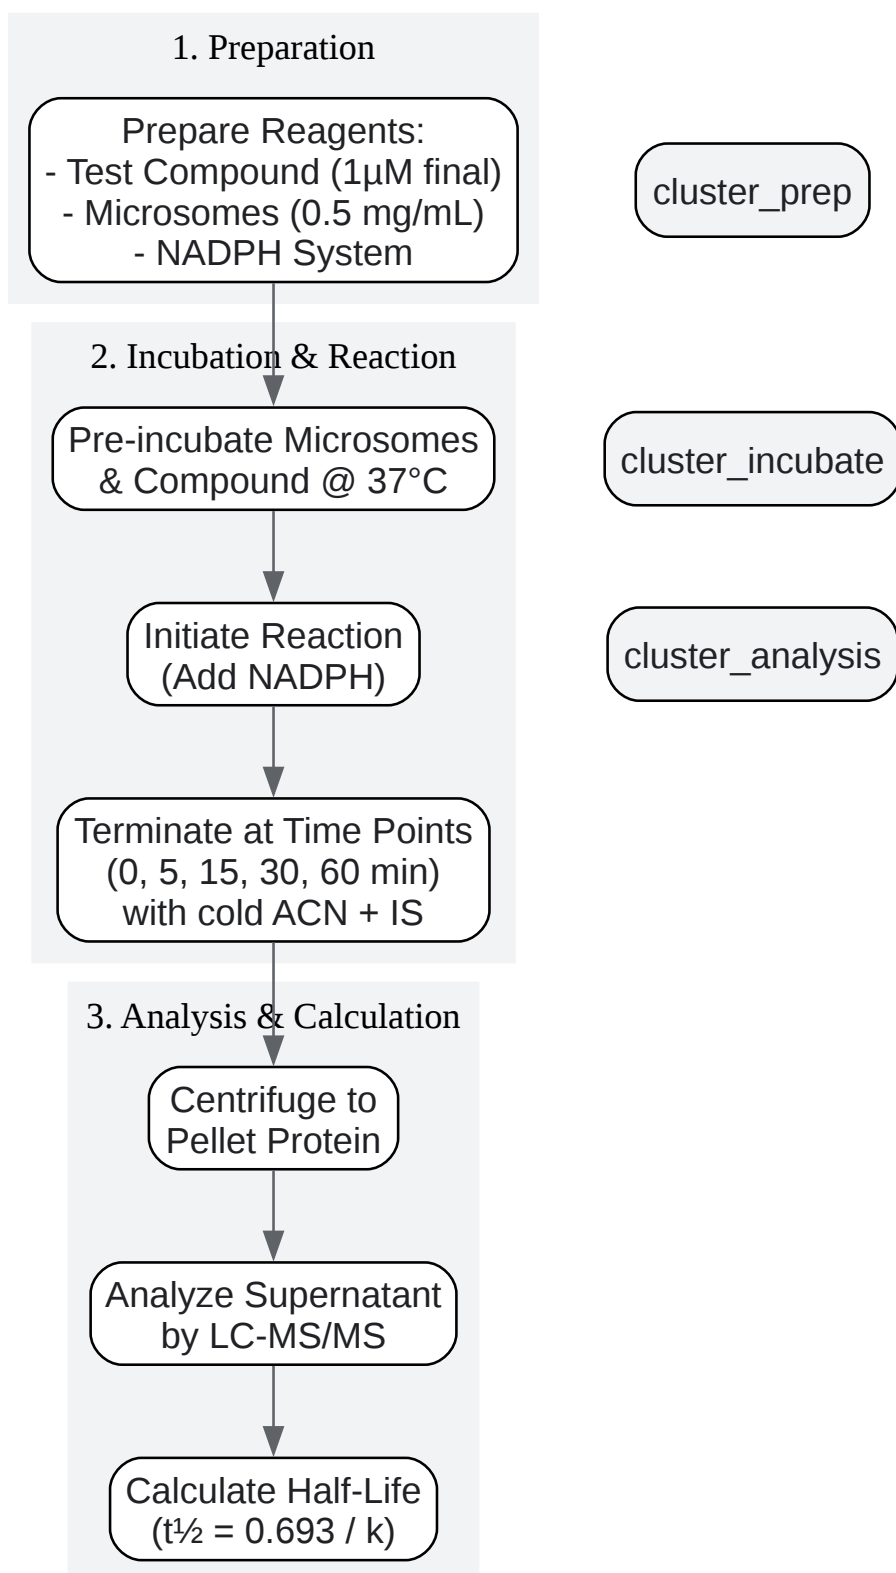 1. Preparation
Prepare Reagents:
- Test Compound (1µM final)
- Microsomes (0.5 mg/mL)
- NADPH System
cluster_prep
2. Incubation & Reaction
Pre-incubate Microsomes
& Compound @ 37°C
cluster_incubate
Initiate Reaction
(Add NADPH)
cluster_analysis
Terminate at Time Points
(0, 5, 15, 30, 60 min)
with cold ACN + IS
3. Analysis & Calculation
Centrifuge to
Pellet Protein
Analyze Supernatant
by LC-MS/MS
Calculate Half-Life
(t½ = 0.693 / k)